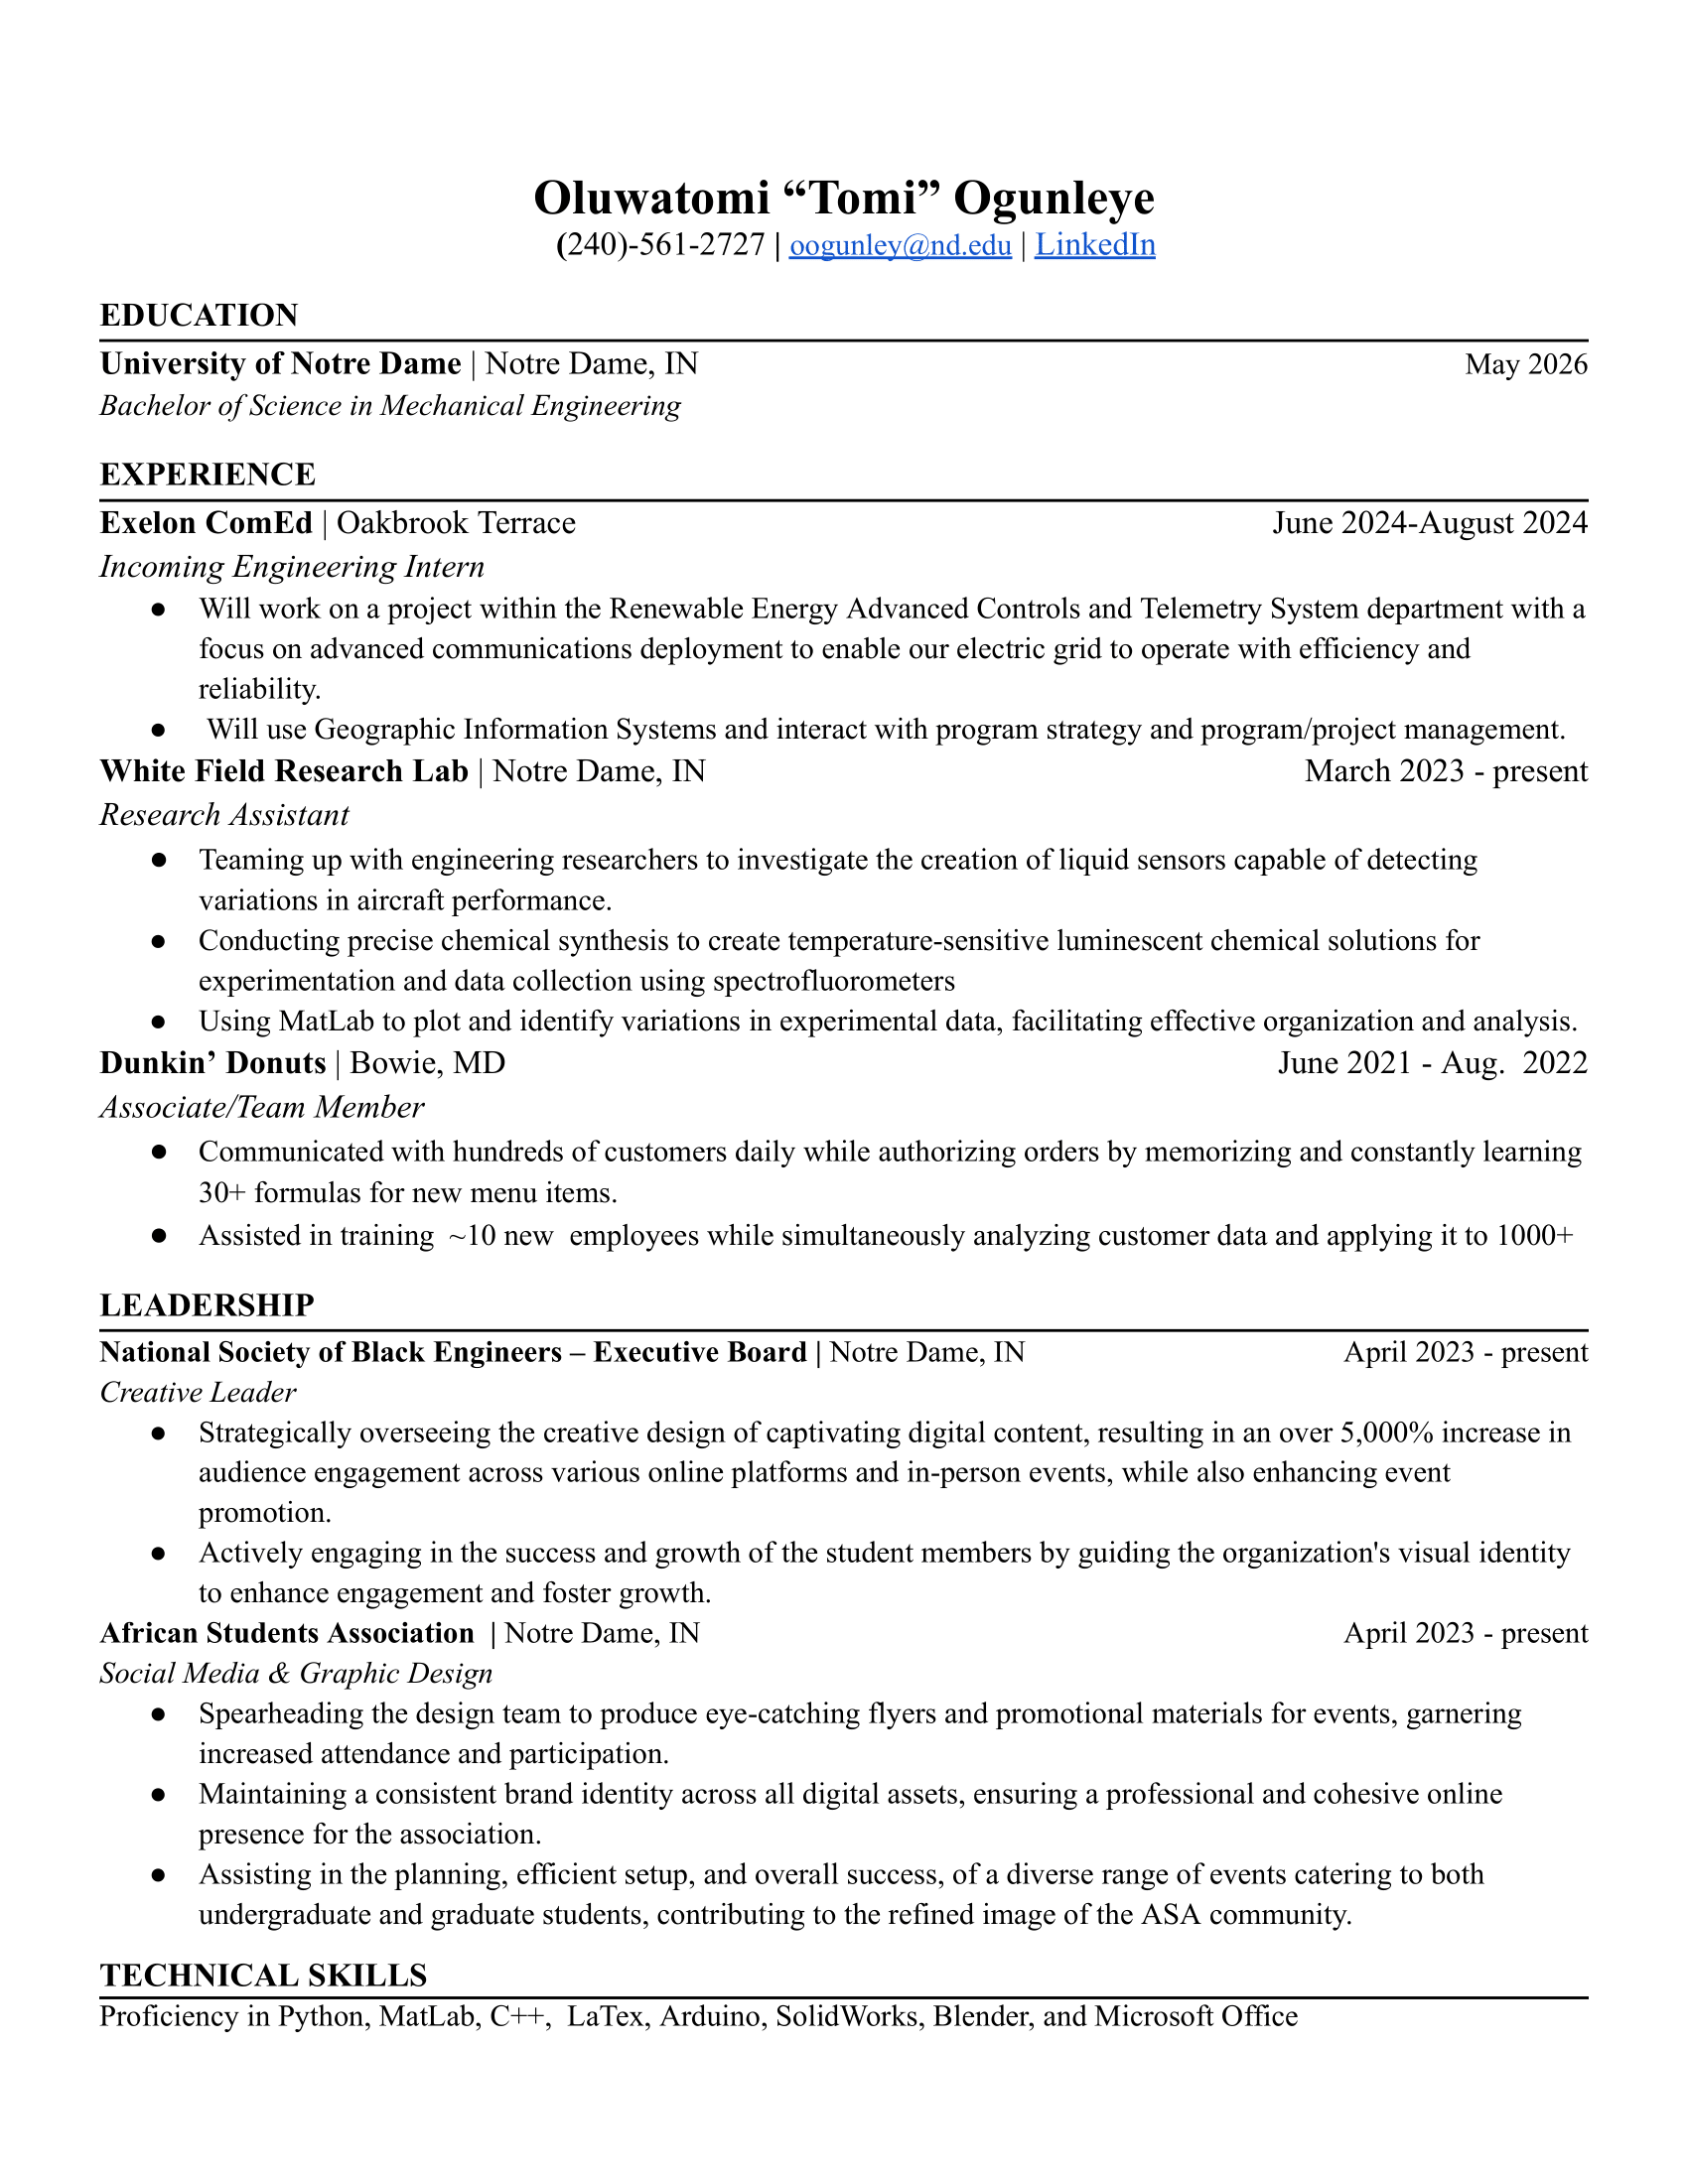 Oluwatomi “Tomi” Ogunleye
(240)-561-2727 | oogunley@nd.edu | LinkedIn
EDUCATION
University of Notre Dame | Notre Dame, IN May 2026
Bachelor of Science in Mechanical Engineering
EXPERIENCE
Exelon ComEd | Oakbrook Terrace June 2024-August 2024
Incoming Engineering Intern
● Will work on a project within the Renewable Energy Advanced Controls and Telemetry System department with a
focus on advanced communications deployment to enable our electric grid to operate with efficiency and
reliability.
● Will use Geographic Information Systems and interact with program strategy and program/project management.
White Field Research Lab | Notre Dame, IN March 2023 - present
Research Assistant
● Teaming up with engineering researchers to investigate the creation of liquid sensors capable of detecting
variations in aircraft performance.
● Conducting precise chemical synthesis to create temperature-sensitive luminescent chemical solutions for
experimentation and data collection using spectrofluorometers
● Using MatLab to plot and identify variations in experimental data, facilitating effective organization and analysis.
Dunkin’ Donuts | Bowie, MD June 2021 - Aug. 2022
Associate/Team Member
● Communicated with hundreds of customers daily while authorizing orders by memorizing and constantly learning
30+ formulas for new menu items.
● Assisted in training ~10 new employees while simultaneously analyzing customer data and applying it to 1000+
LEADERSHIP
National Society of Black Engineers – Executive Board | Notre Dame, IN April 2023 - present
Creative Leader
● Strategically overseeing the creative design of captivating digital content, resulting in an over 5,000% increase in
audience engagement across various online platforms and in-person events, while also enhancing event
promotion.
● Actively engaging in the success and growth of the student members by guiding the organization's visual identity
to enhance engagement and foster growth.
African Students Association | Notre Dame, IN April 2023 - present
Social Media & Graphic Design
● Spearheading the design team to produce eye-catching flyers and promotional materials for events, garnering
increased attendance and participation.
● Maintaining a consistent brand identity across all digital assets, ensuring a professional and cohesive online
presence for the association.
● Assisting in the planning, efficient setup, and overall success, of a diverse range of events catering to both
undergraduate and graduate students, contributing to the refined image of the ASA community.
TECHNICAL SKILLS
Proficiency in Python, MatLab, C++, LaTex, Arduino, SolidWorks, Blender, and Microsoft Office